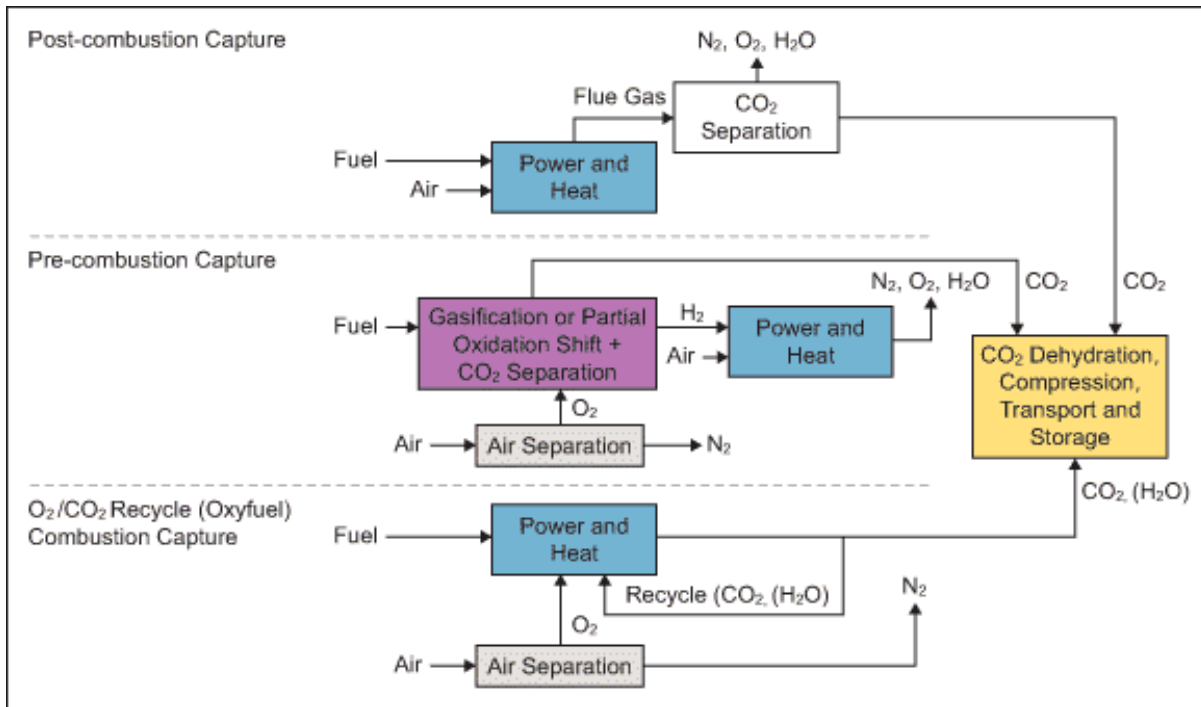 Post-combustion Capture
N₂, O₂, H₂O
Flue Gas
CO₂
Separation
Fuel
Air
Power and
Heat
Pre-combustion Capture
N₂, O₂, H₂O
CO₂
CO₂
Fuel
Gasification or Partial
Oxidation Shift +
CO₂ Separation
H₂
Air
Power and
Heat
CO₂ Dehydration,
Compression,
Transport and
Storage
O₂
Air
Air Separation
N₂
O₂/CO₂ Recycle (Oxyfuel)
Combustion Capture
CO₂, (H₂O)
Fuel
Power and
Heat
Recycle (CO₂, (H₂O)
N₂
O₂
Air
Air Separation